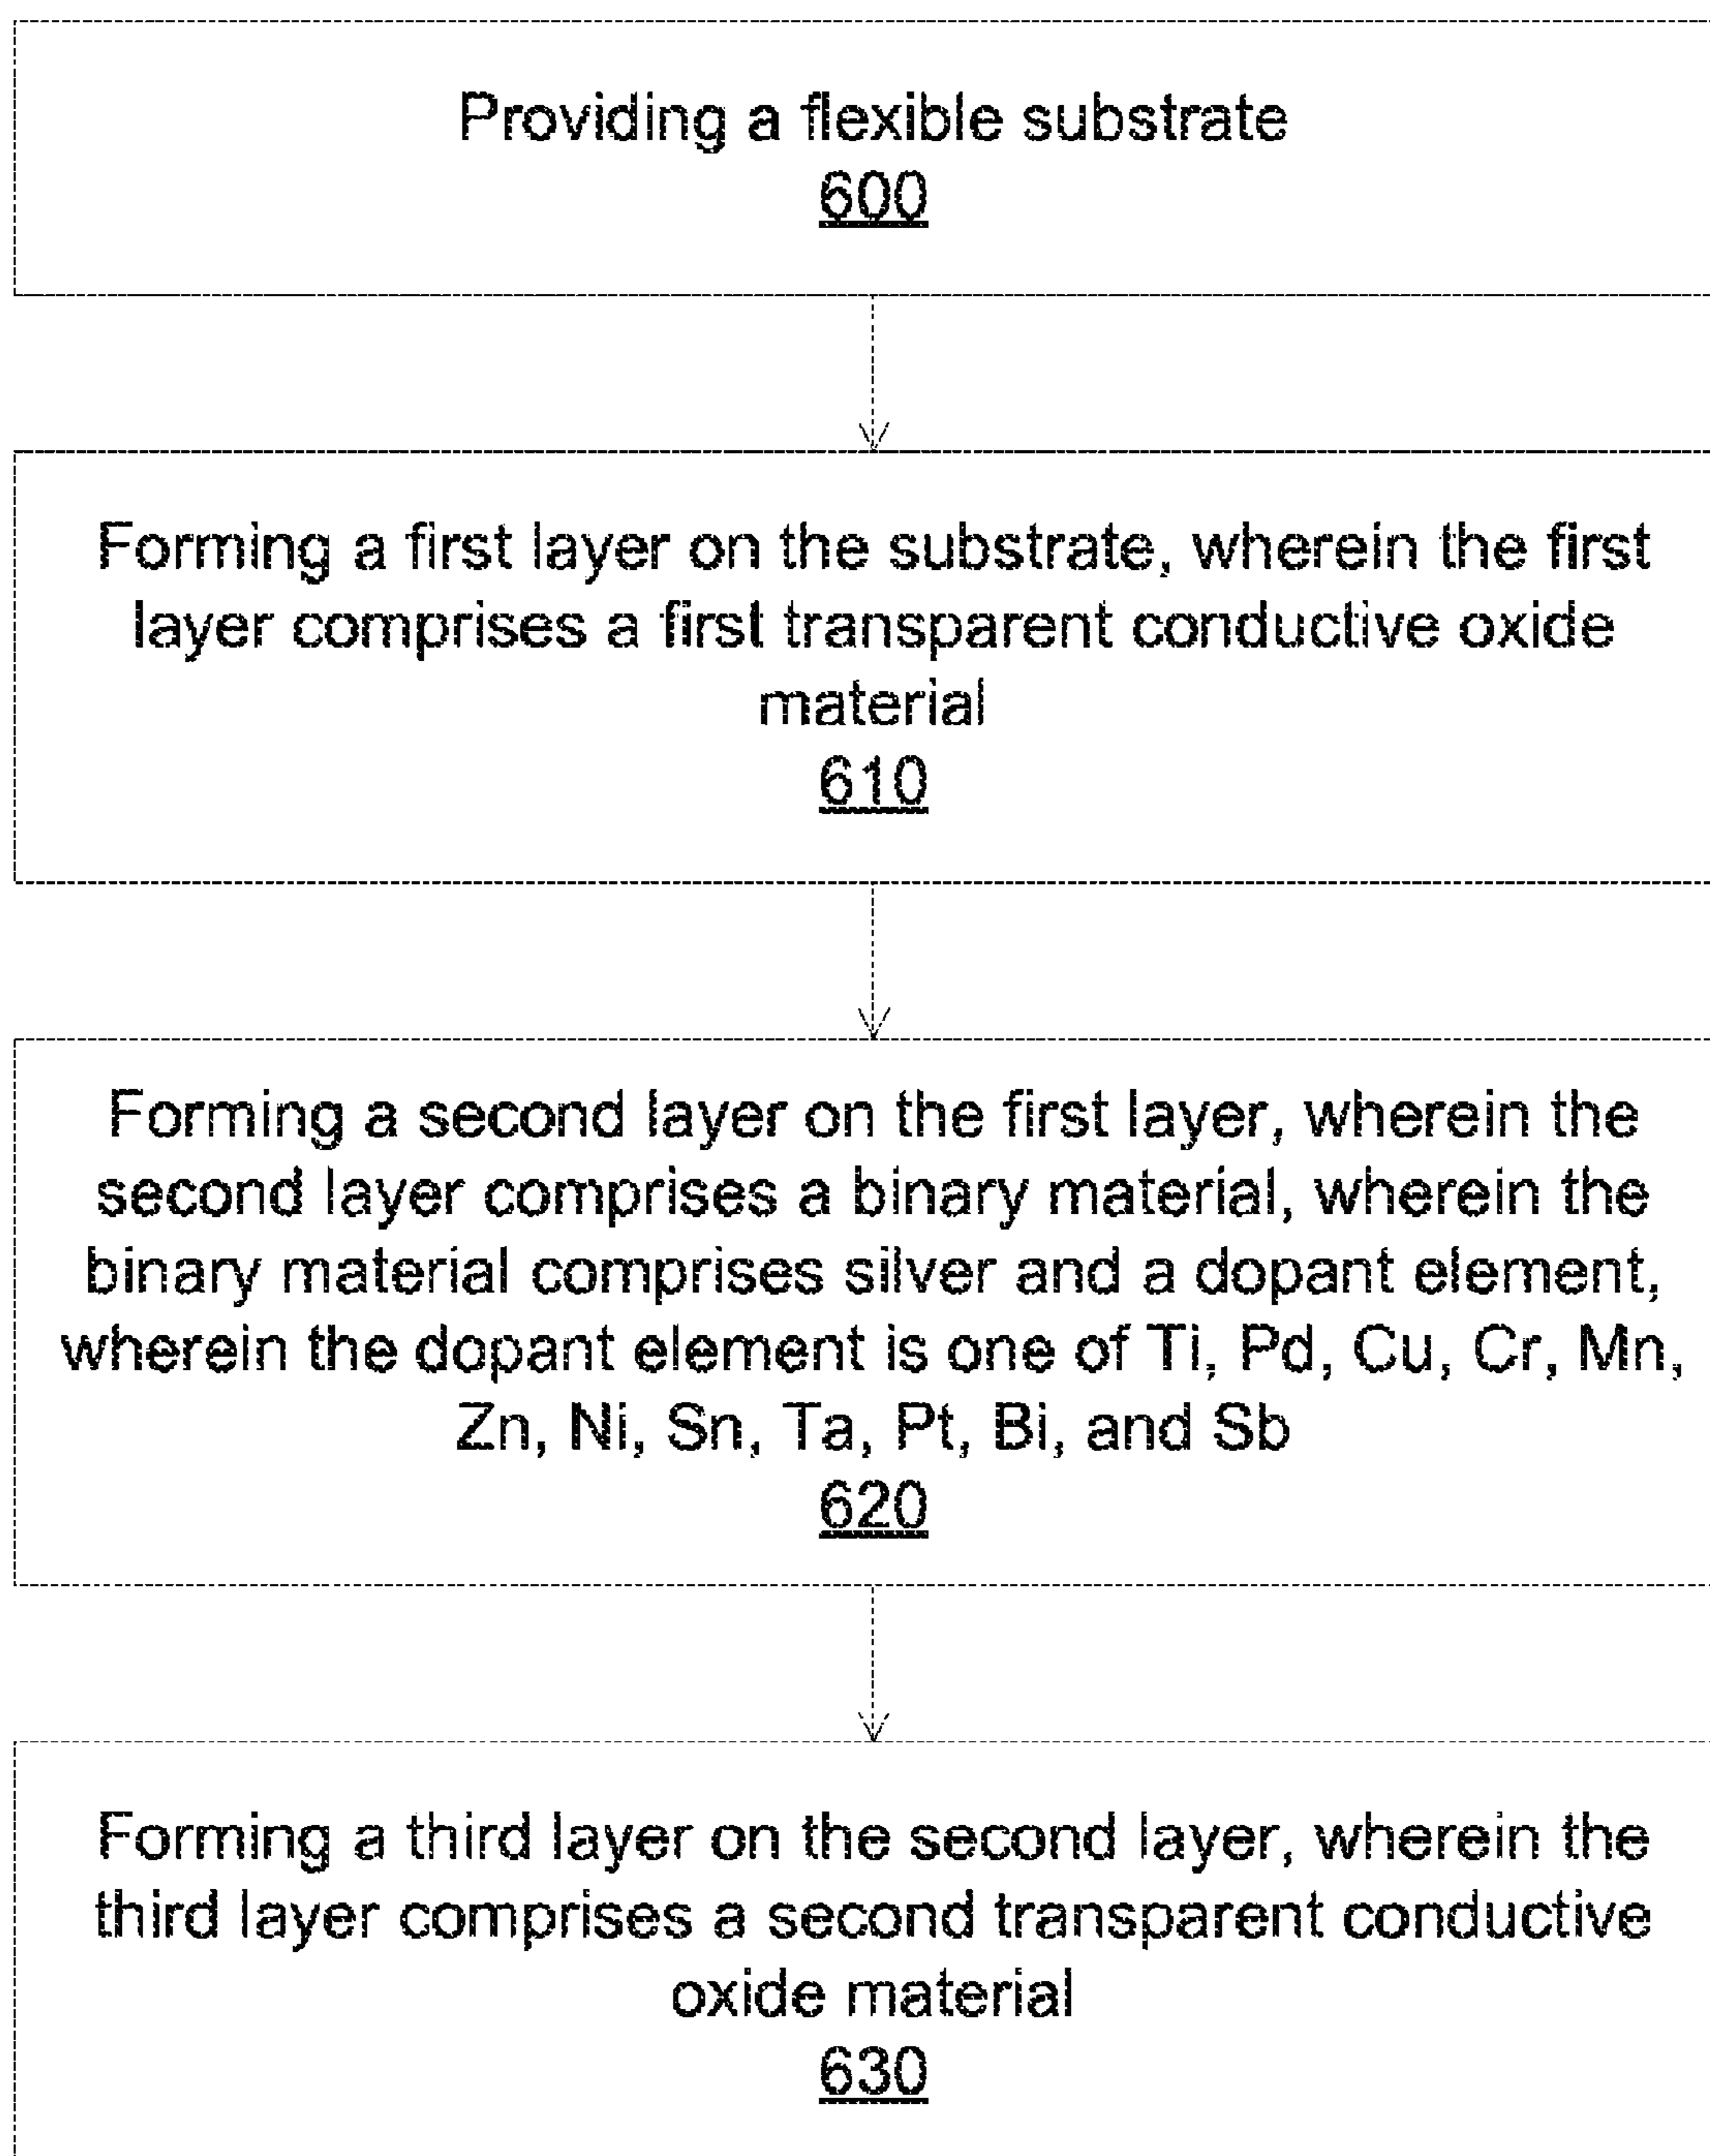 Providing a flexible substrate
600
Forming a first layer on the substrate, wherein the first
layer comprises a first transparent conductive oxide
material
610
Forming a second layer on the first layer, wherein the
second layer comprises a binary material, wherein the
binary material comprises silver and a dopant element,
wherein the dopant element is one of Ti, Pd, Cu, Cr, Mn,
Zn, Ni, Sn, Ta, Pt, Bi, and Sb
620
Forming a third layer on the second layer, wherein the
third layer comprises a second transparent conductive
oxide material
630